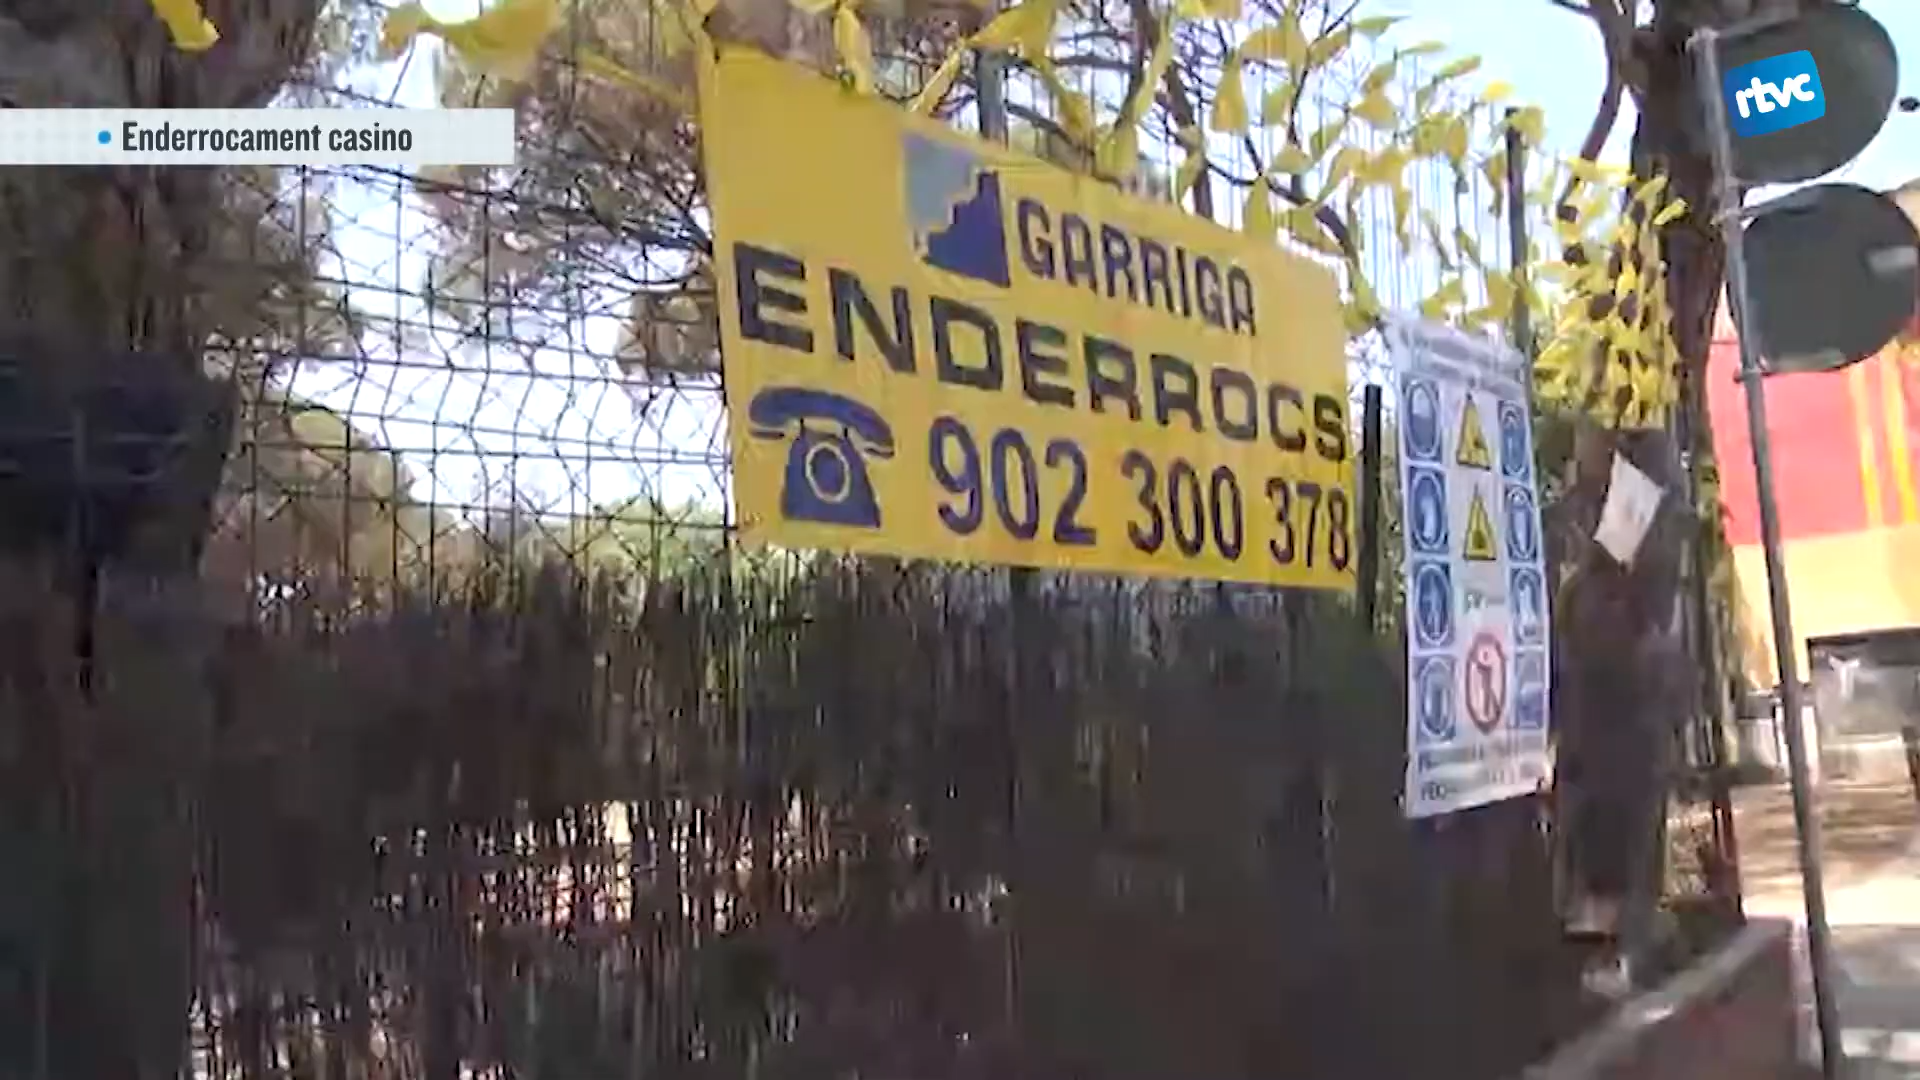 Enderrocament casino
rtvc
GARRIGA
ENDERROCS
902 300 378